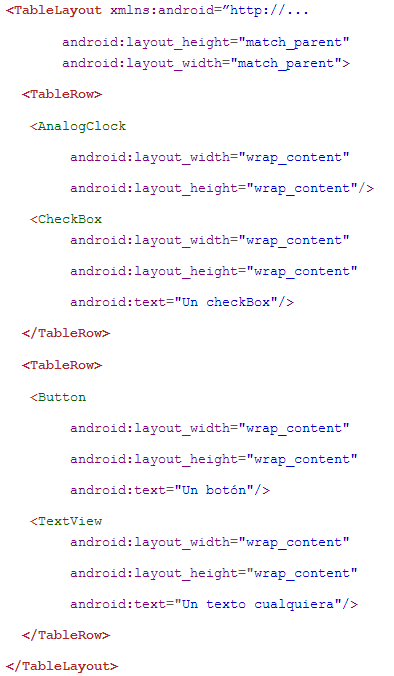 <TableLayout xmlns:android=”http://...
android:layout_height="match_parent"
android:layout_width="match_parent">
<TableRow>
<AnalogClock
android:layout_width="wrap_content"
android:layout_height="wrap_content"/>
<CheckBox
android:layout_width="wrap_content"
android:layout_height="wrap_content"
android:text="Un checkBox"/>
</TableRow>
<TableRow>
<Button
android:layout_width="wrap_content"
android:layout_height="wrap_content"
android:text="Un botón"/>
<TextView
android:layout_width="wrap_content"
android:layout_height="wrap_content"
android:text="Un texto cualquiera"/>
</TableRow>
</TableLayout>